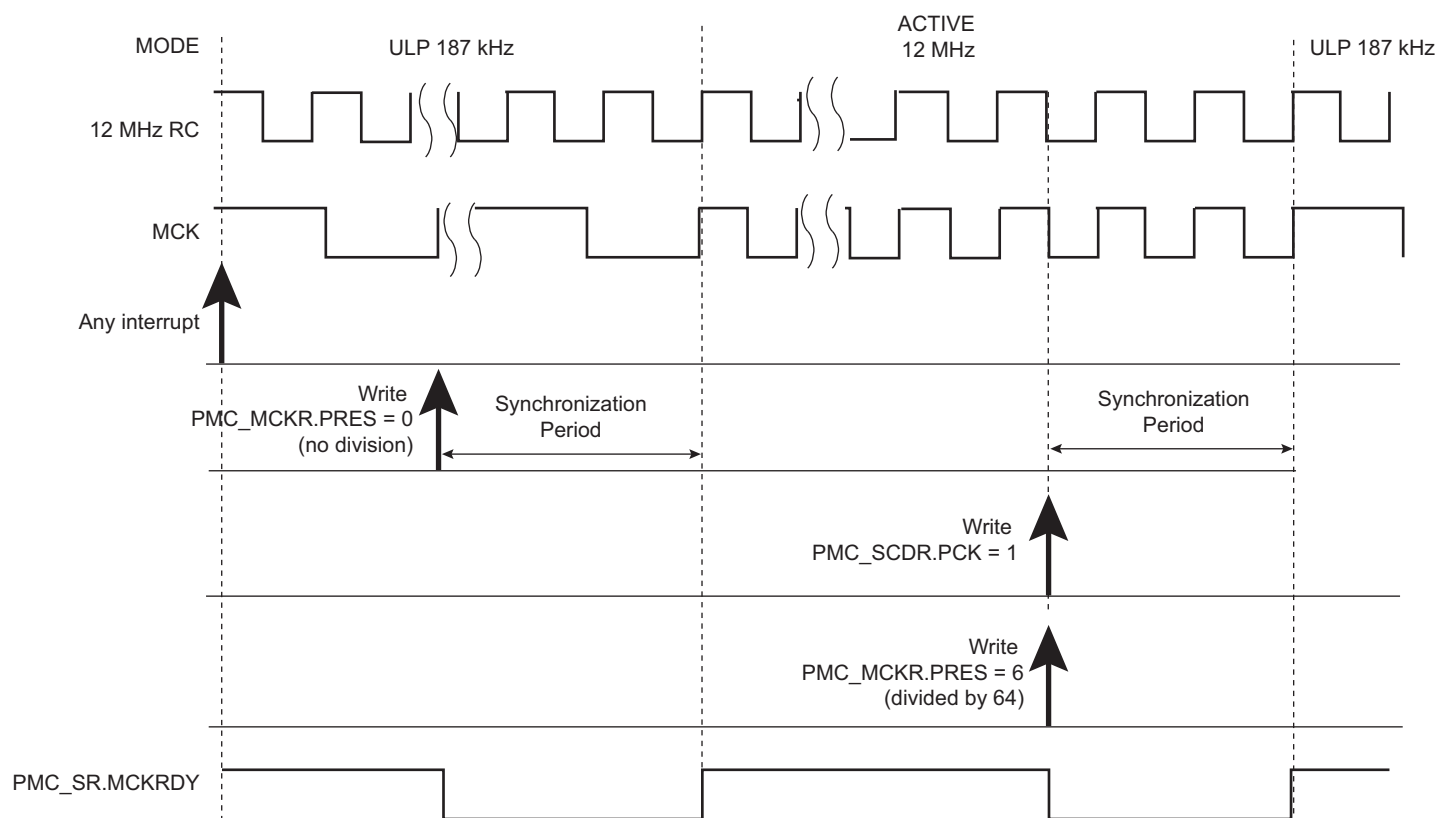 MODE
ULP 187 kHz
ACTIVE
12 MHz
ULP 187 kHz
12 MHz RC
MCK
Any interrupt
Write
PMC_MCKR.PRES = 0
(no division)
Synchronization
Period
Synchronization
Period
Write
PMC_SCDR.PCK = 1
Write
PMC_MCKR.PRES = 6
(divided by 64)
PMC_SR.MCKRDY